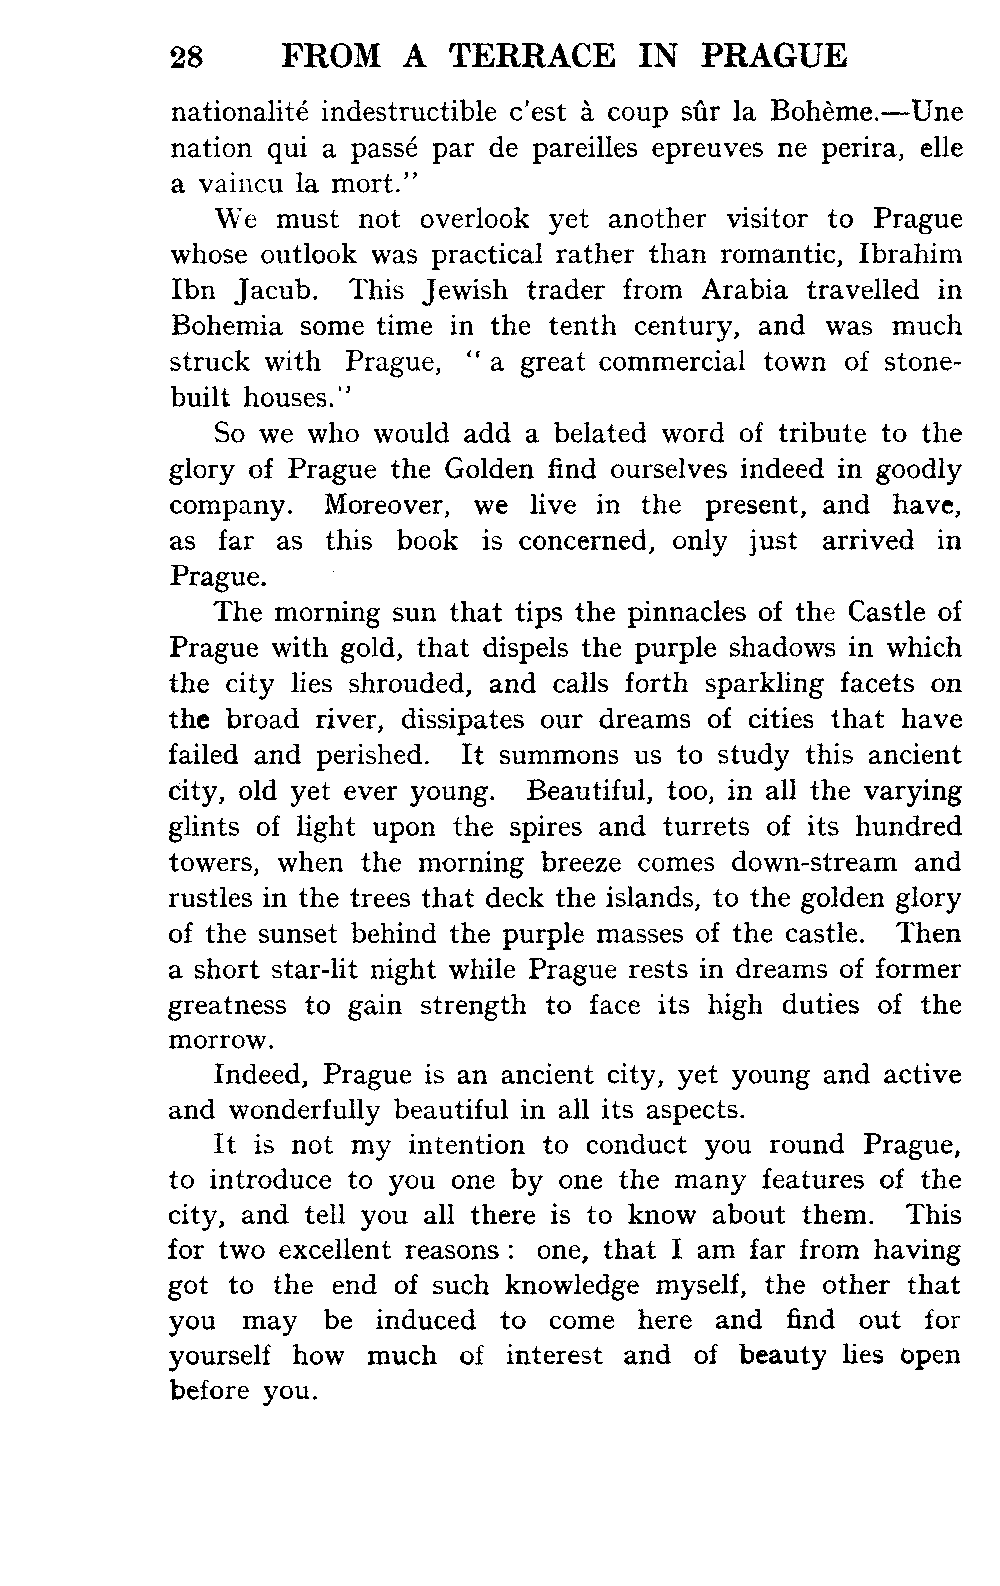 28 FROM A TERRACE IN PRAGUE
nationalité indestructible c'est à coup sûr la Bohème.—Une
nation qui a passé par de pareilles epreuves ne perira, elle
a vaincu la mort."
We must not overlook yet another visitor to Prague
whose outlook was practical rather than romantic, Ibrahim
Ibn Jacub. This Jewish trader from Arabia travelled in
Bohemia some time in the tenth century, and was much
struck with Prague, "a great commercial town of stone-
built houses."
So we who would add a belated word of tribute to the
glory of Prague the Golden find ourselves indeed in goodly
company. Moreover, we live in the present, and have,
as far as this book is concerned, only just arrived in
Prague.
The morning sun that tips the pinnacles of the Castle of
Prague with gold, that dispels the purple shadows in which
the city lies shrouded, and calls forth sparkling facets on
the broad river, dissipates our dreams of cities that have
failed and perished. It summons us to study this ancient
city, old yet ever young. Beautiful, too, in all the varying
glints of light upon the spires and turrets of its hundred
towers, when the morning breeze comes down-stream and
rustles in the trees that deck the islands, to the golden glory
of the sunset behind the purple masses of the castle. Then
a short star-lit night while Prague rests in dreams of former
greatness to gain strength to face its high duties of the
morrow.
Indeed, Prague is an ancient city, yet young and active
and wonderfully beautiful in all its aspects.
It is not my intention to conduct you round Prague,
to introduce to you one by one the many features of the
city, and tell you all there is to know about them. This
for two excellent reasons : one, that I am far from having
got to the end of such knowledge myself, the other that
you may be induced to come here and find out for
yourself how much of interest and of beauty lies open
before you.